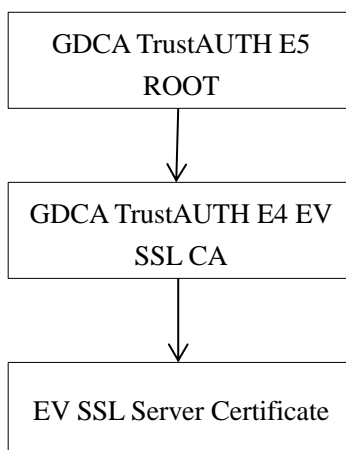 GDCA TrustAUTH E5
ROOT
GDCA TrustAUTH E4 EV
SSL CA
EV SSL Server Certificate